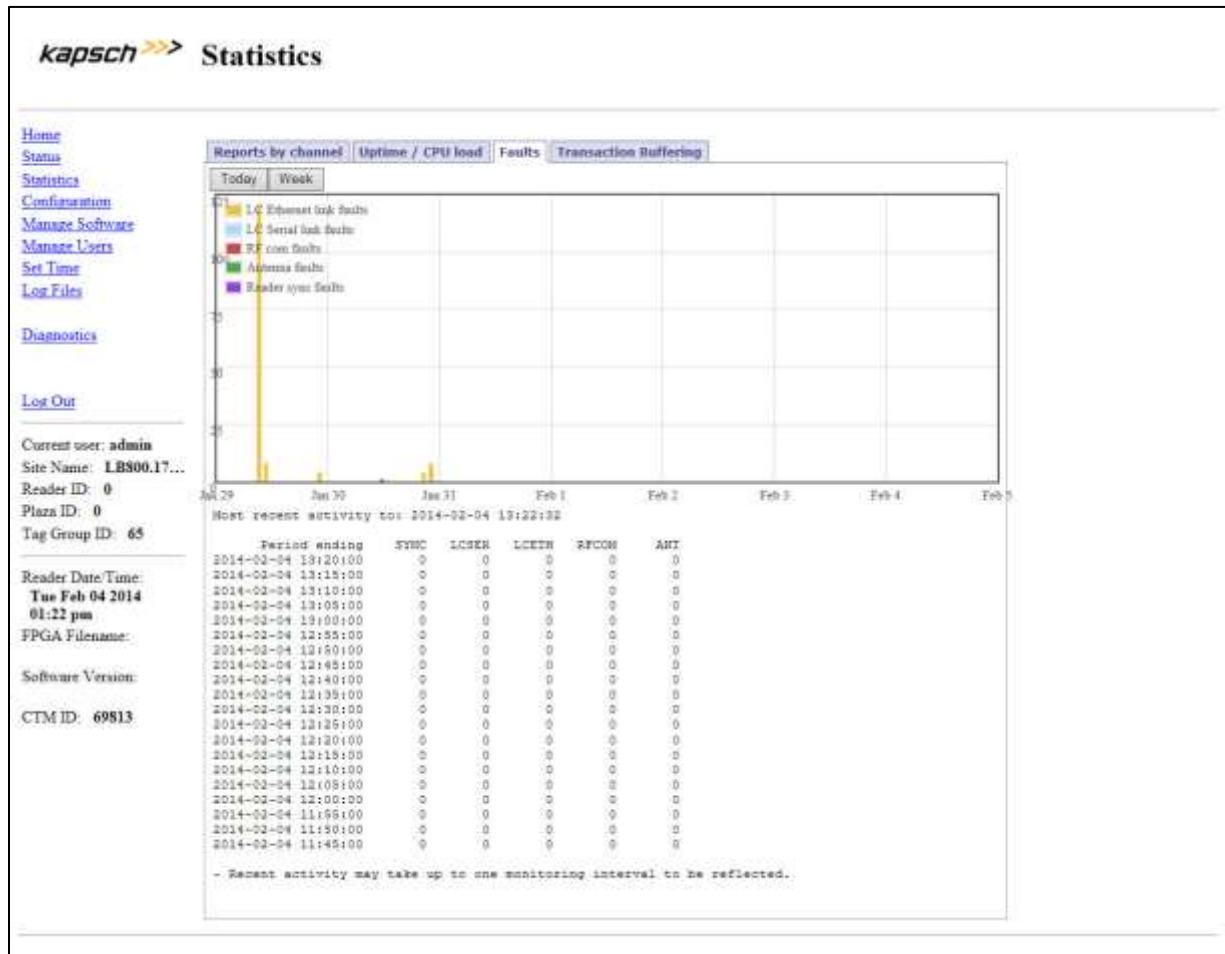 kapsch >>> Statistics
Home
Status
Statistics
Configuration
Manage Software
Manage Users
Set Time
Log Files
Diagnostics
Log Out
Current user: admin
Site Name: LB800.17...
Reader ID: 0
Plaza ID: 0
Tag Group ID: 65
Reader Date/Time:
Tue Feb 04 2014
01:22 pm
FPGA Filename:
Software Version:
CTM ID: 69813
Reports by channel Uptime / CPU load Faults Transaction Buffering
Today Week
LC Ethernet link faults
LC Serial link faults
RF com faults
Antenna faults
Reader sync faults
100
75
50
25
Jan 29 Jan 30 Jan 31 Feb 1 Feb 2 Feb 3 Feb 4 Feb 5
Most recent activity to: 2014-02-04 13:22:32
Period ending SYNC LCSER LCETH RFCOM ANT
2014-02-04 13:20:00 0 0 0 0 0
2014-02-04 13:15:00 0 0 0 0 0
2014-02-04 13:10:00 0 0 0 0 0
2014-02-04 13:05:00 0 0 0 0 0
2014-02-04 13:00:00 0 0 0 0 0
2014-02-04 12:55:00 0 0 0 0 0
2014-02-04 12:50:00 0 0 0 0 0
2014-02-04 12:45:00 0 0 0 0 0
2014-02-04 12:40:00 0 0 0 0 0
2014-02-04 12:35:00 0 0 0 0 0
2014-02-04 12:30:00 0 0 0 0 0
2014-02-04 12:25:00 0 0 0 0 0
2014-02-04 12:20:00 0 0 0 0 0
2014-02-04 12:15:00 0 0 0 0 0
2014-02-04 12:10:00 0 0 0 0 0
2014-02-04 12:05:00 0 0 0 0 0
2014-02-04 12:00:00 0 0 0 0 0
2014-02-04 11:55:00 0 0 0 0 0
2014-02-04 11:50:00 0 0 0 0 0
2014-02-04 11:45:00 0 0 0 0 0
- Recent activity may take up to one monitoring interval to be reflected.